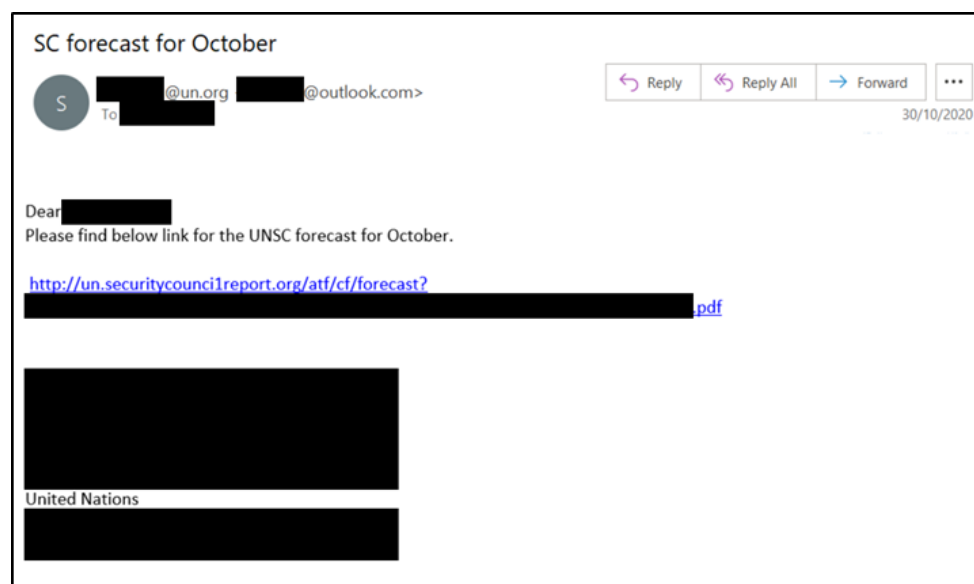 SC forecast for October
S
@un.org @outlook.com>
Reply Reply All Forward ...
To
30/10/2020
Dear
Please find below link for the UNSC forecast for October.
http://un.securitycounci1report.org/atf/cf/forecast?
.pdf
United Nations